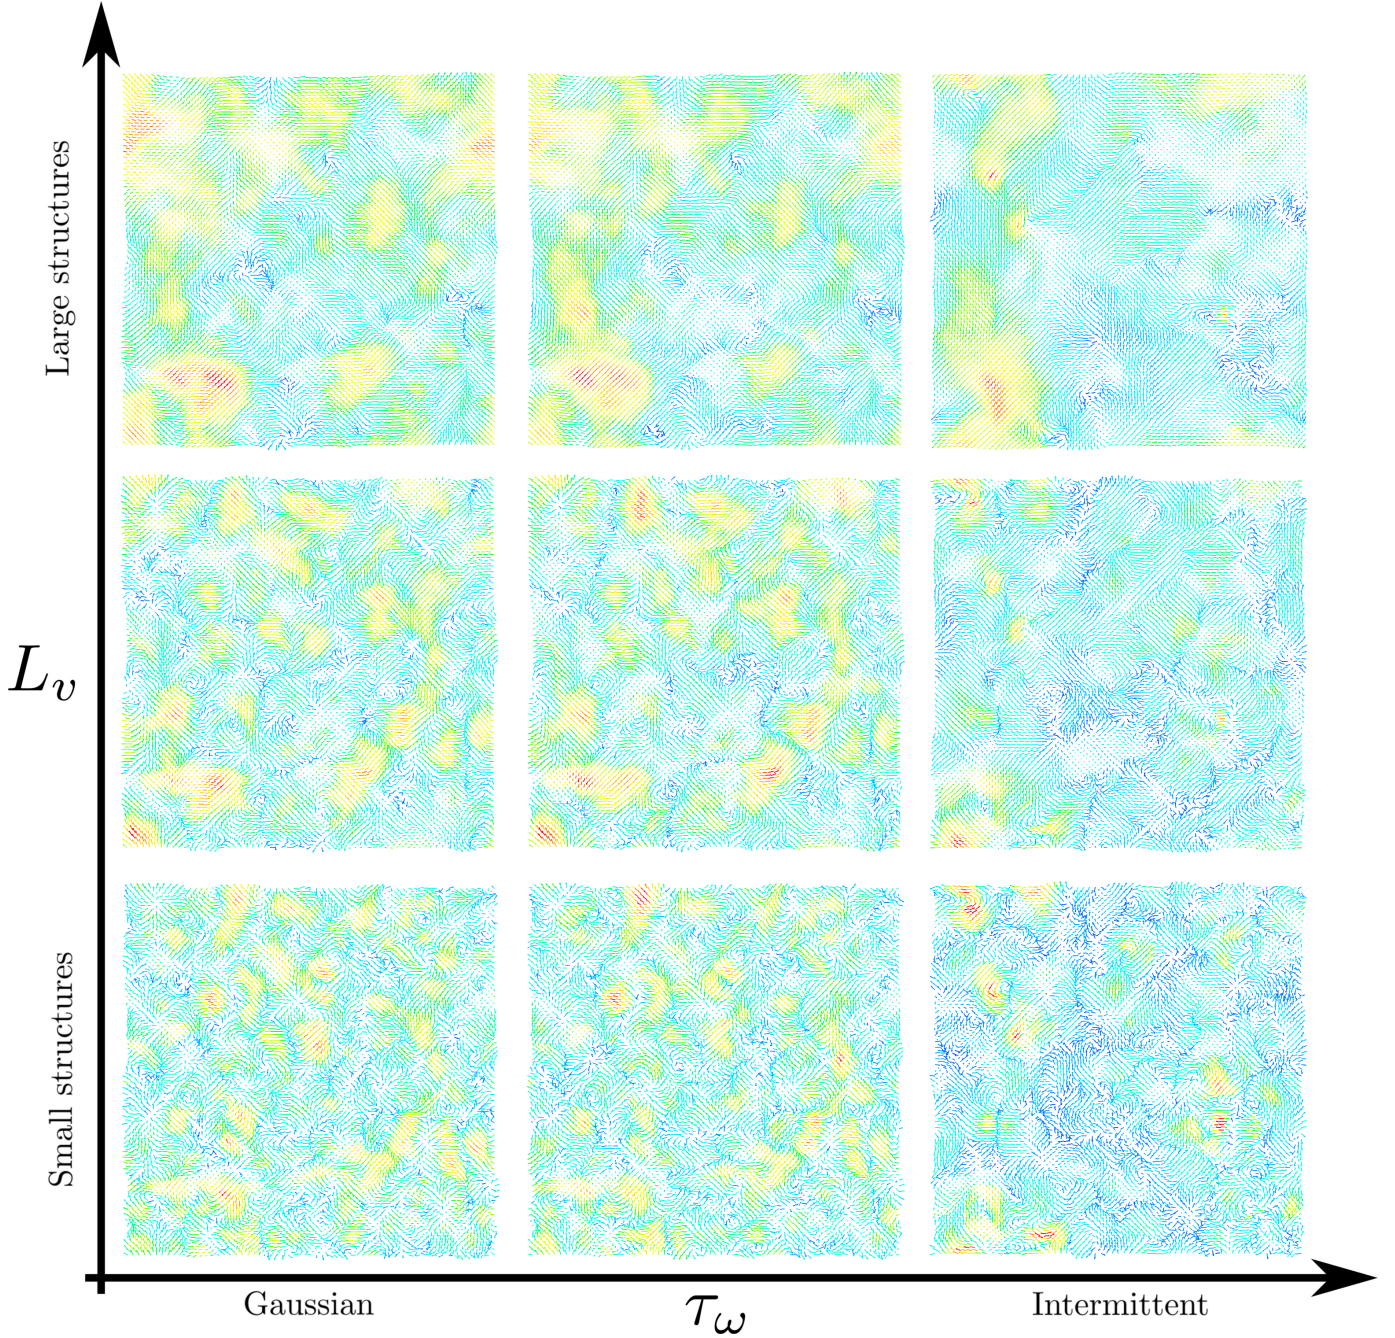 Large structures
L_v
Small structures
Gaussian
τ_ω
Intermittent